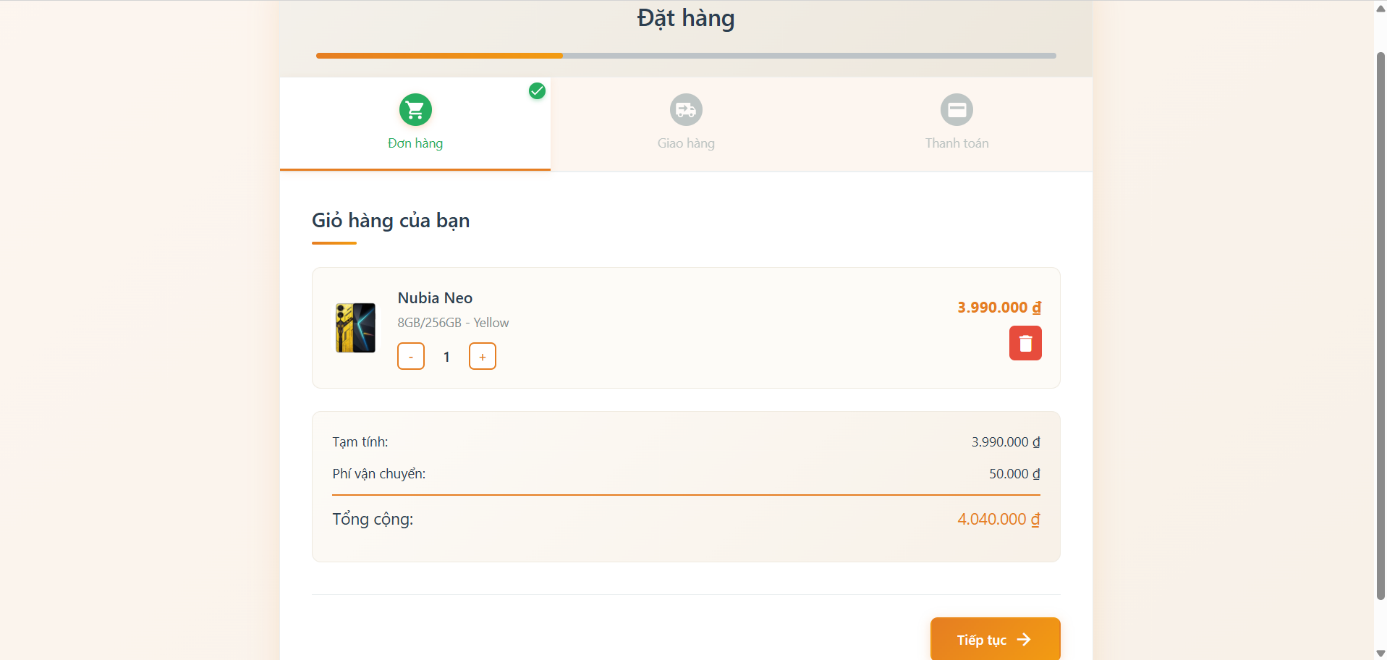 Đặt hàng
Đơn hàng
Giao hàng
Thanh toán
Giỏ hàng của bạn
Nubia Neo
3.990.000 ₫
8GB/256GB - Yellow
- 1 +
Tạm tính: 3.990.000 ₫
Phí vận chuyển: 50.000 ₫
Tổng cộng: 4.040.000 ₫
Tiếp tục →